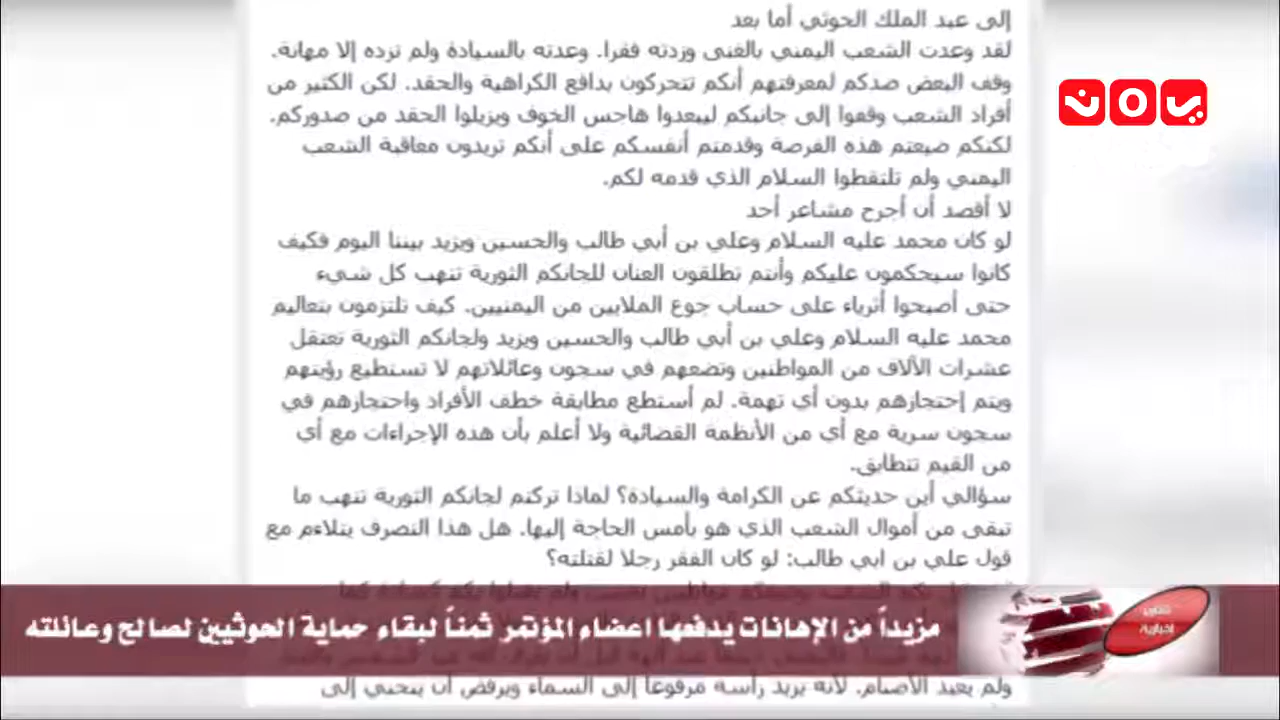 إلى عبد الملك الحوثي أما بعد
لقد وعدت الشعب اليمني بالغنى وزدته فقرا. وعدته بالسيادة ولم تزده إلا مهانة.
وقف البعض ضدكم لمعرفتهم أنكم تتحركون بدافع الكراهية والحقد. لكن الكثير من
أفراد الشعب وقفوا إلى جانبكم ليبعدوا هاجس الخوف ويزيلوا الحقد من صدوركم.
لكنكم ضيعتم هذه الفرصة وقدمتم أنفسكم على أنكم تريدون معاقبة الشعب
اليمني ولم تلتقطوا السلام الذي قدمه لكم.
لا أقصد أن أجرح مشاعر أحد
لو كان محمد عليه السلام وعلي بن أبي طالب والحسين ويزيد بيننا اليوم فكيف
كانوا سيحكمون عليكم وأنتم تطلقون العنان للجانكم الثورية تنهب كل شيء
حتى أصبحوا أثرياء على حساب جوع الملايين من اليمنيين. كيف تلتزمون بتعاليم
محمد عليه السلام وعلي بن أبي طالب والحسين ويزيد ولجانكم الثورية تعتقل
عشرات الآلاف من المواطنين وتضعهم في سجون وعائلاتهم لا تستطيع رؤيتهم
ويتم إحتجازهم بدون أي تهمة. لم أستطع مطابقة خطف الأفراد واحتجازهم في
سجون سرية مع أي من الأنظمة القضائية ولا أعلم بأن هذه الإجراءات مع أي
من القيم تتطابق.
سؤالي أين حديثكم عن الكرامة والسيادة؟ لماذا تركتم لجانكم الثورية تنهب ما
تبقى من أموال الشعب الذي هو بأمس الحاجة إليها. هل هذا التصرف يتلاءم مع
قول علي بن ابي طالب: لو كان الفقر رجلا لقتلته؟
مزيداً من الإهانات يدفعها اعضاء المؤتمر ثمناً لبقاء حماية الحوثيين لصالح وعائلته
تقارير
إخبارية
ولم يعبد الأصنام. لأنه يريد رأسه مرفوعا إلى السماء ويرفض أن ينحني إلى
يمن